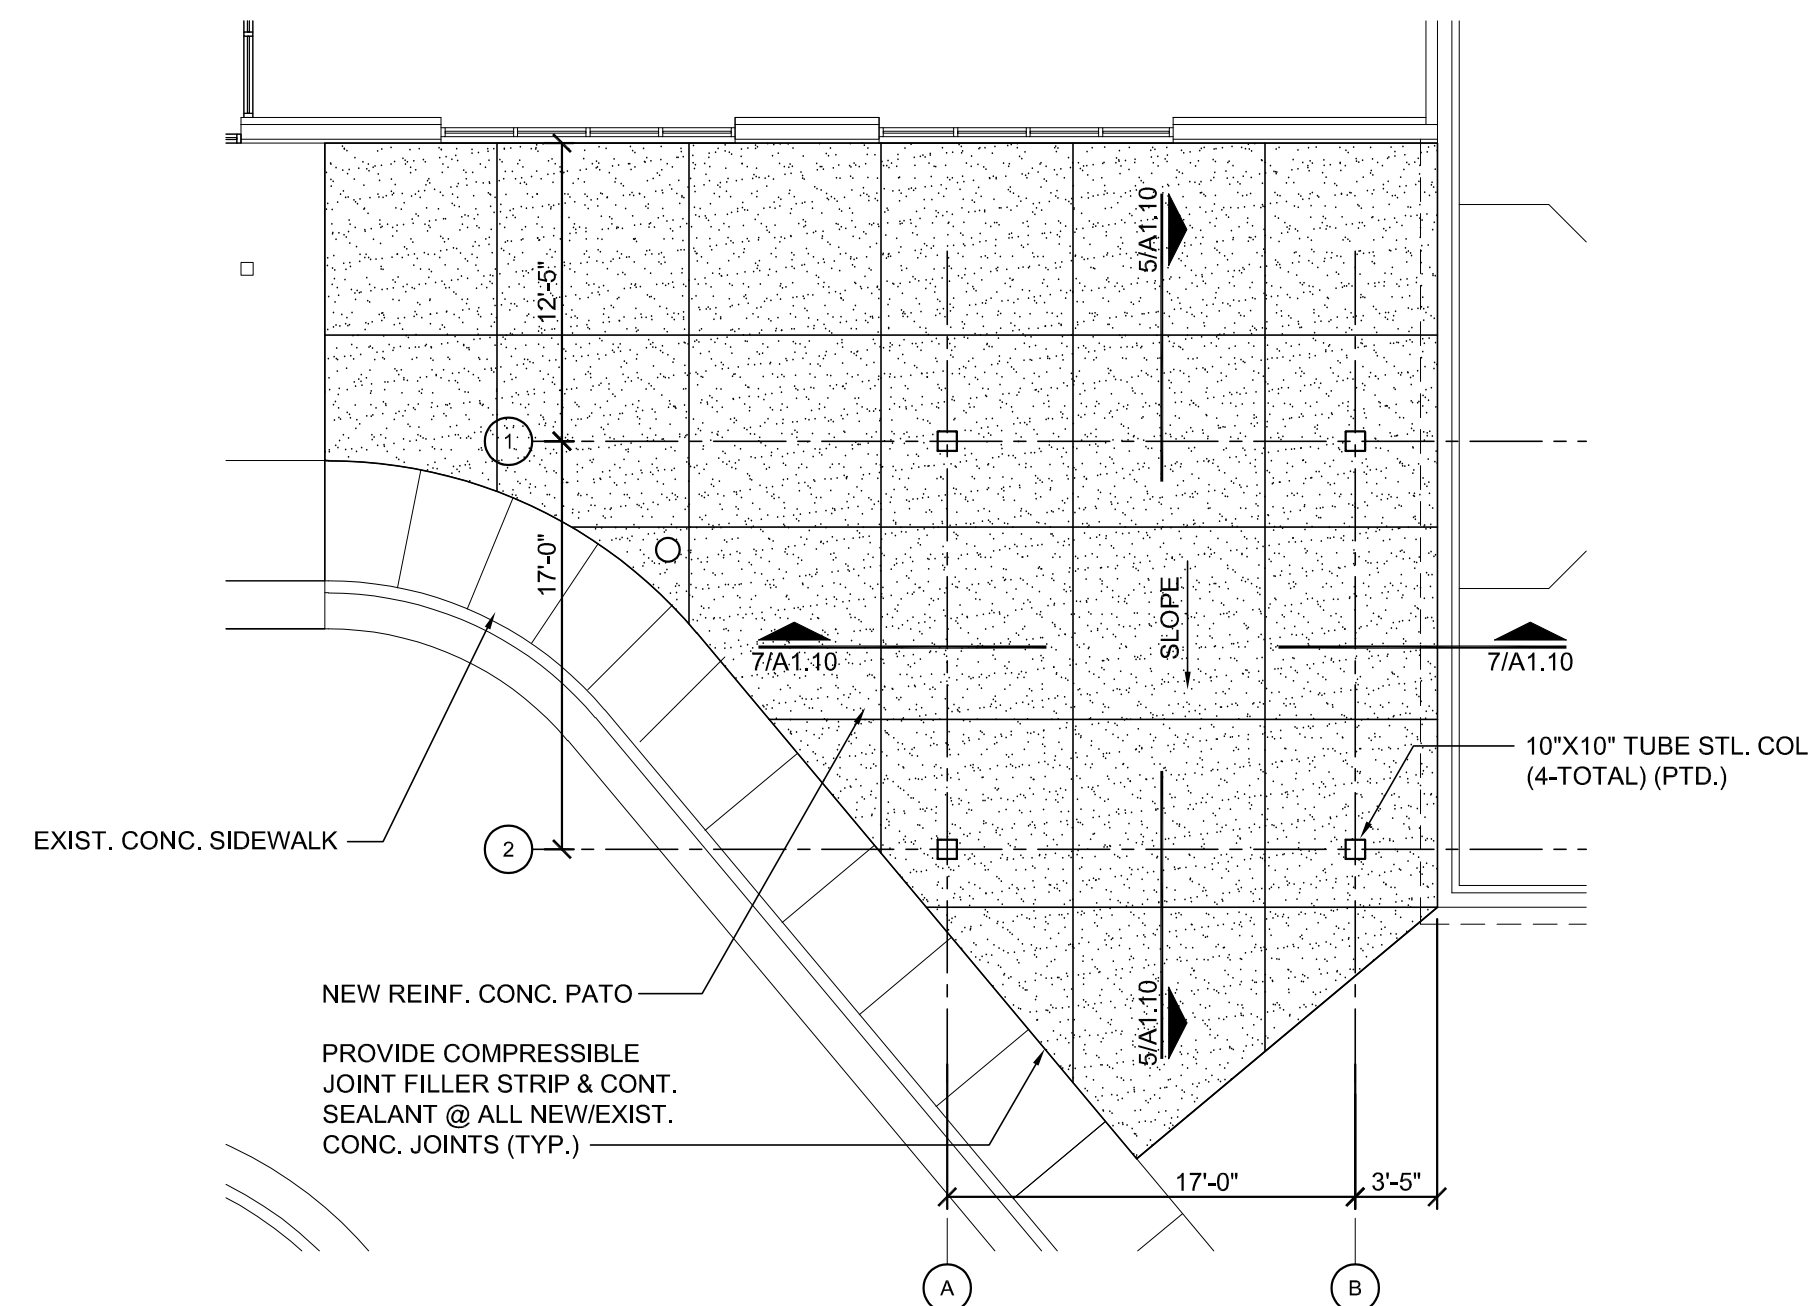 5/A1.10
12'-5"
1
17'-0"
SLOPE
7/A1.10
7/A1.10
10"X10" TUBE STL. COL
(4-TOTAL) (PTD.)
EXIST. CONC. SIDEWALK
2
NEW REINF. CONC. PATO
PROVIDE COMPRESSIBLE
JOINT FILLER STRIP & CONT.
SEALANT @ ALL NEW/EXIST.
CONC. JOINTS (TYP.)
5/A1.10
17'-0"
3'-5"
A
B